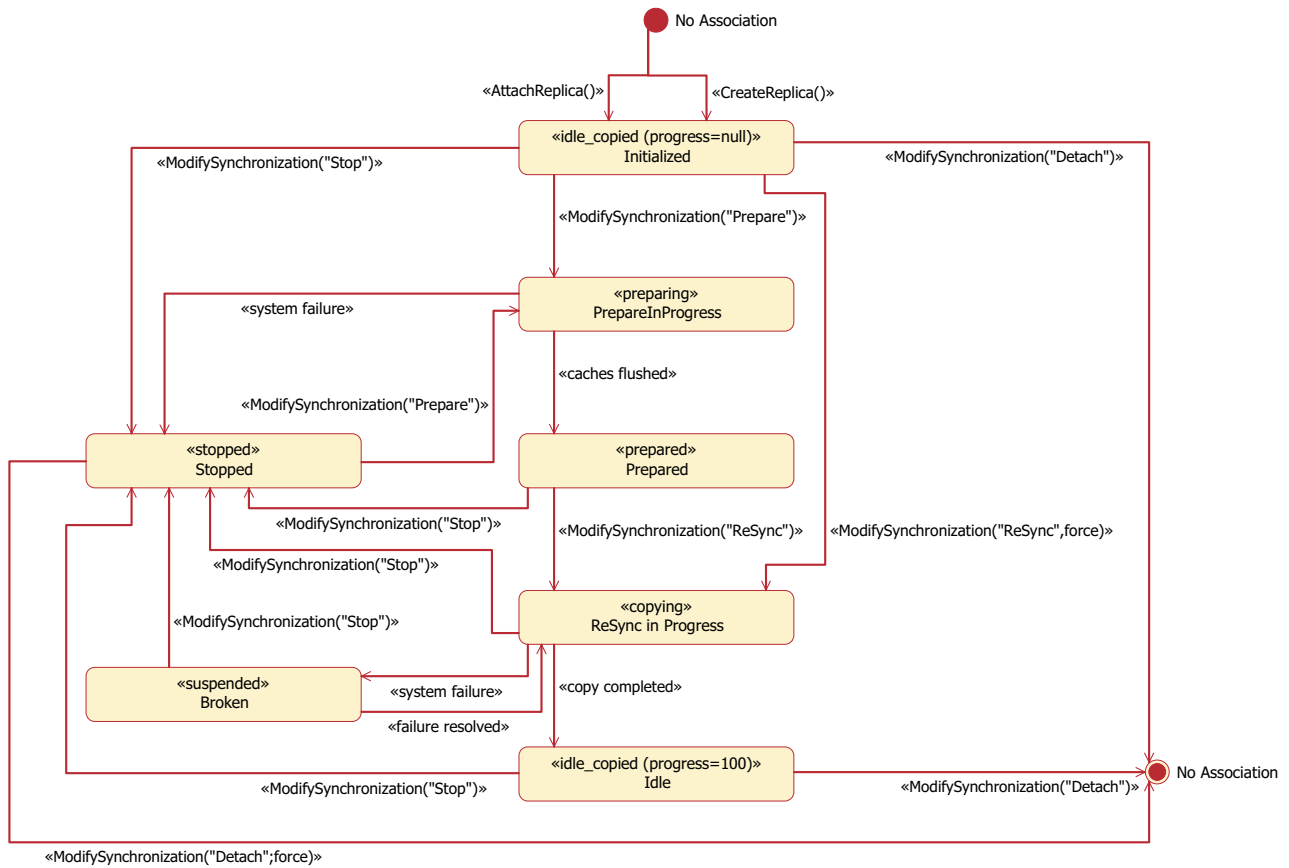 No Association
«AttachReplica()»
«CreateReplica()»
«idle_copied (progress=null)»
Initialized
«ModifySynchronization("Stop")»
«ModifySynchronization("Detach")»
«ModifySynchronization("Prepare")»
«preparing»
PrepareInProgress
«system failure»
«caches flushed»
«ModifySynchronization("Prepare")»
«stopped»
Stopped
«prepared»
Prepared
«ModifySynchronization("Stop")»
«ModifySynchronization("ReSync")»
«ModifySynchronization("ReSync",force)»
«ModifySynchronization("Stop")»
«copying»
ReSync in Progress
«ModifySynchronization("Stop")»
«suspended»
Broken
«system failure»
«copy completed»
«failure resolved»
«idle_copied (progress=100)»
Idle
No Association
«ModifySynchronization("Stop")»
«ModifySynchronization("Detach")»
«ModifySynchronization("Detach";force)»